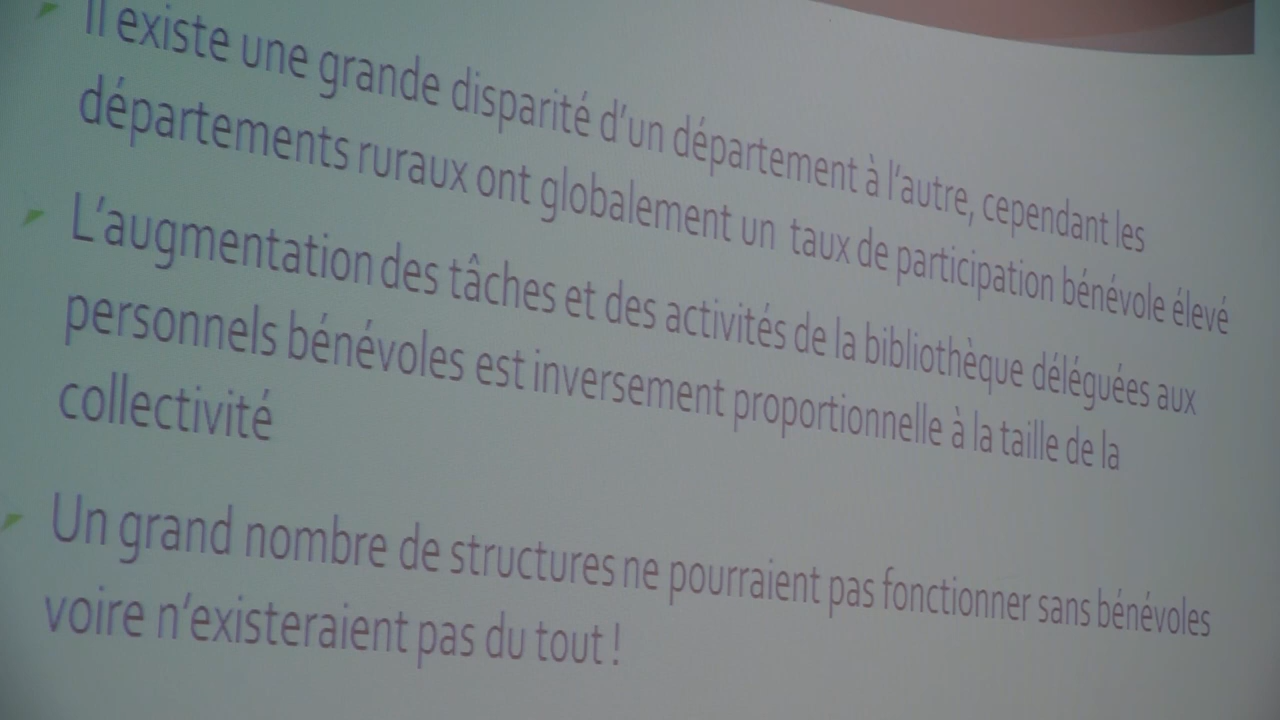 Il existe une grande disparité d'un département à l'autre, cependant les
départements ruraux ont globalement un taux de participation bénévole élevé
L'augmentation des tâches et des activités de la bibliothèque déléguées aux
personnels bénévoles est inversement proportionnelle à la taille de la
collectivité
Un grand nombre de structures ne pourraient pas fonctionner sans bénévoles
voire n'existeraient pas du tout !